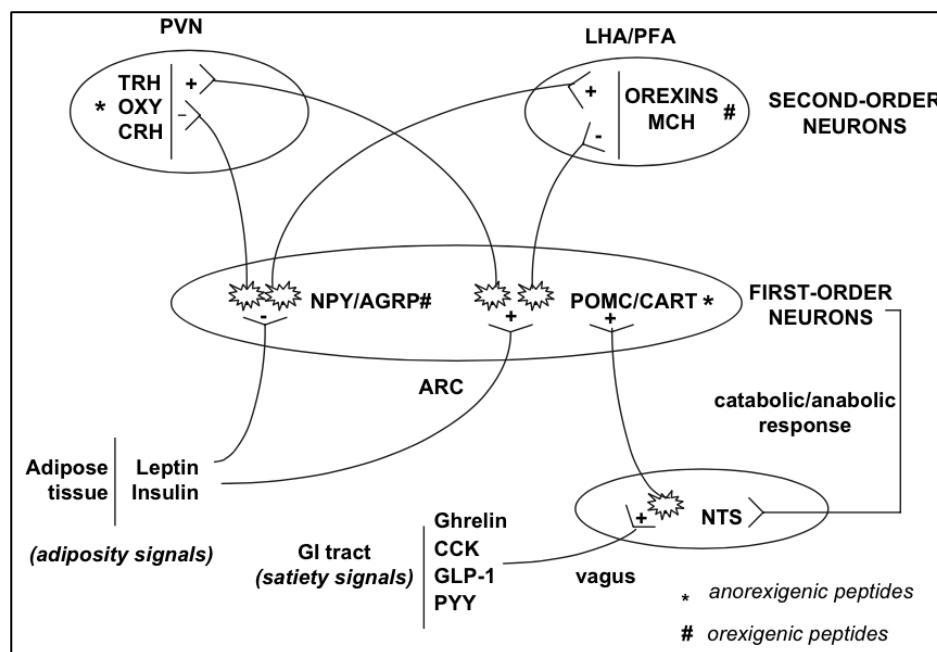 PVN
LHA/PFA
TRH
* OXY
CRH
+
–
+
-
OREXINS
MCH #
SECOND-ORDER
NEURONS
NPY/AGRP#
-
+
POMC/CART *
+
FIRST-ORDER
NEURONS
ARC
catabolic/anabolic
response
Adipose
tissue
Leptin
Insulin
(adiposity signals)
+
NTS
GI tract
(satiety signals)
Ghrelin
CCK
GLP-1
PYY
vagus
* anorexigenic peptides
# orexigenic peptides